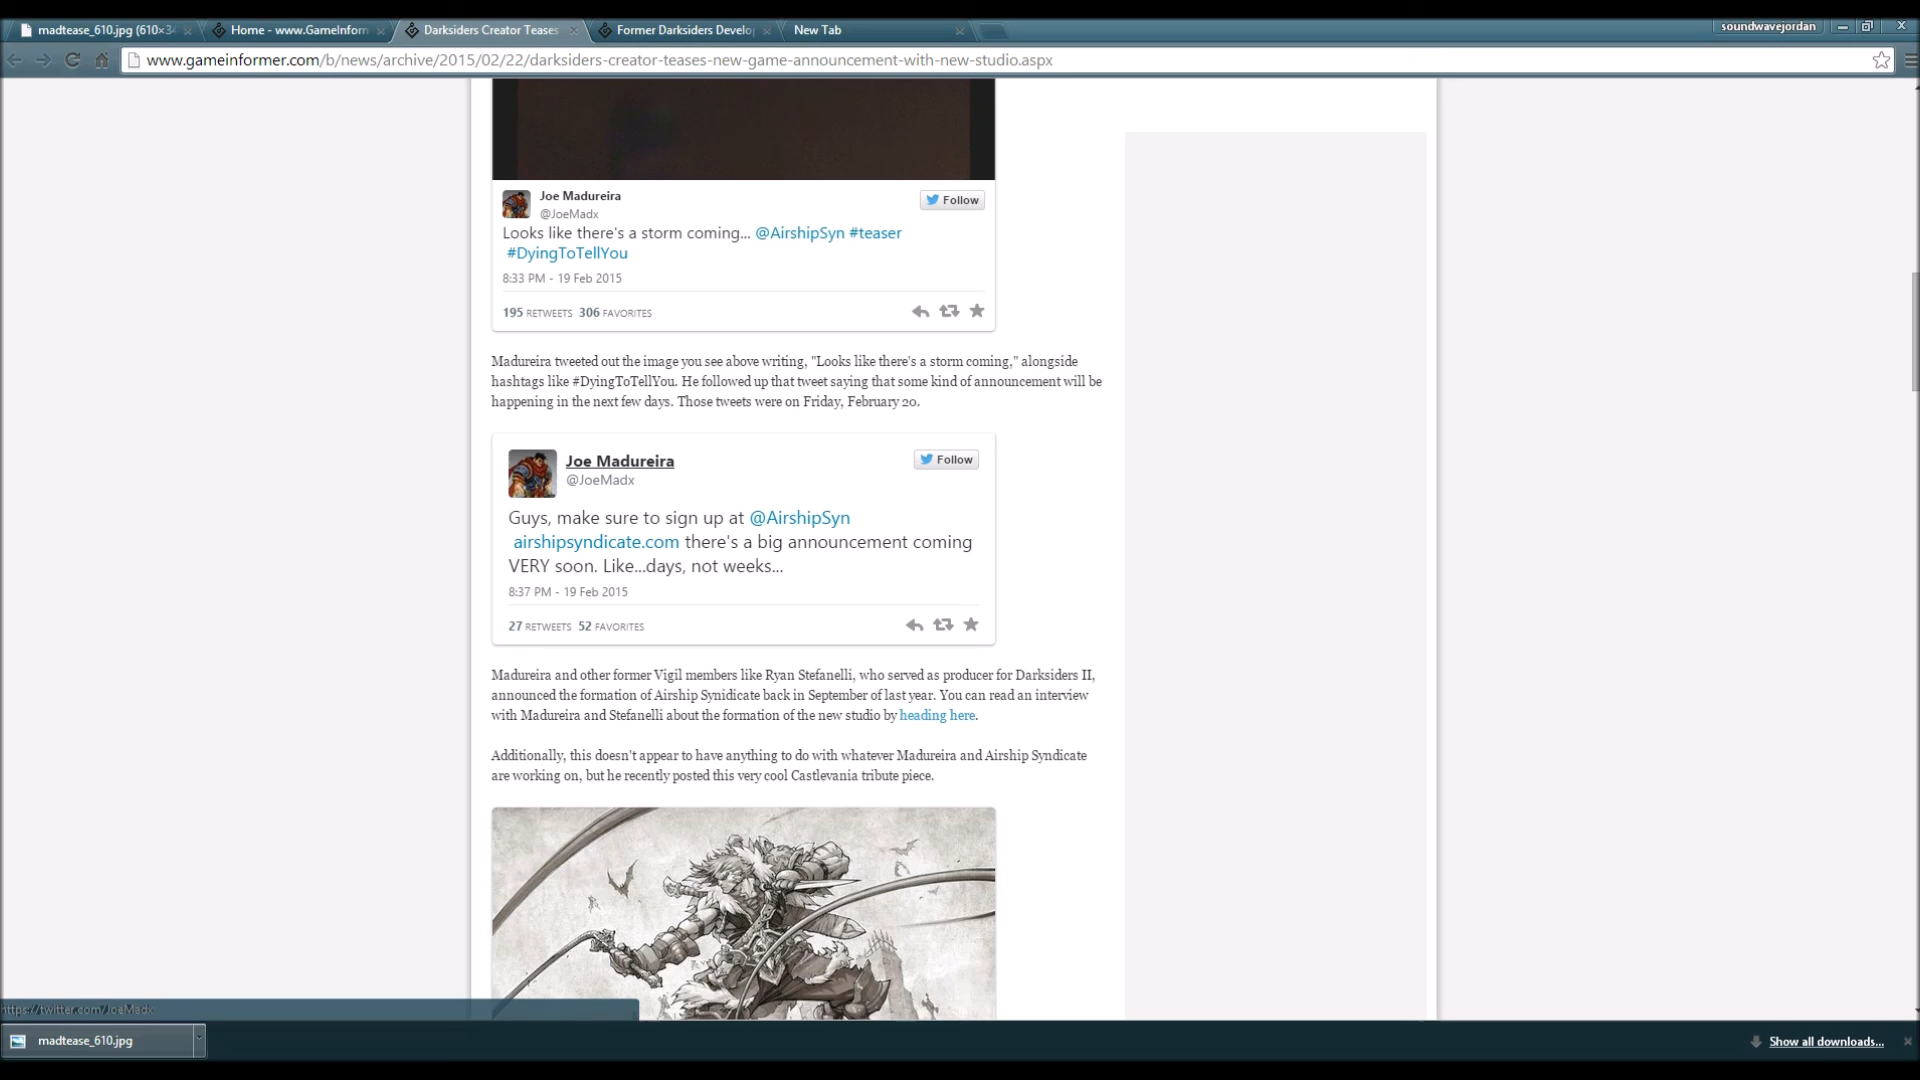 madtease_610.jpg (610×34
Home - www.GameInform
Darksiders Creator Teases
Former Darksiders Develo
New Tab
soundwavejordan
www.gameinformer.com/b/news/archive/2015/02/22/darksiders-creator-teases-new-game-announcement-with-new-studio.aspx
Joe Madureira
@JoeMadx
Follow
Looks like there's a storm coming... @AirshipSyn #teaser
#DyingToTellYou
8:33 PM - 19 Feb 2015
195 RETWEETS 306 FAVORITES
Madureira tweeted out the image you see above writing, "Looks like there's a storm coming," alongside
hashtags like #DyingToTellYou. He followed up that tweet saying that some kind of announcement will be
happening in the next few days. Those tweets were on Friday, February 20.
Joe Madureira
@JoeMadx
Follow
Guys, make sure to sign up at @AirshipSyn
airshipsyndicate.com there's a big announcement coming
VERY soon. Like...days, not weeks...
8:37 PM - 19 Feb 2015
27 RETWEETS 52 FAVORITES
Madureira and other former Vigil members like Ryan Stefanelli, who served as producer for Darksiders II,
announced the formation of Airship Syndidicate back in September of last year. You can read an interview
with Madureira and Stefanelli about the formation of the new studio by heading here.
Additionally, this doesn't appear to have anything to do with whatever Madureira and Airship Syndicate
are working on, but he recently posted this very cool Castlevania tribute piece.
https://twitter.com/JoeMadx
madtease_610.jpg
Show all downloads...